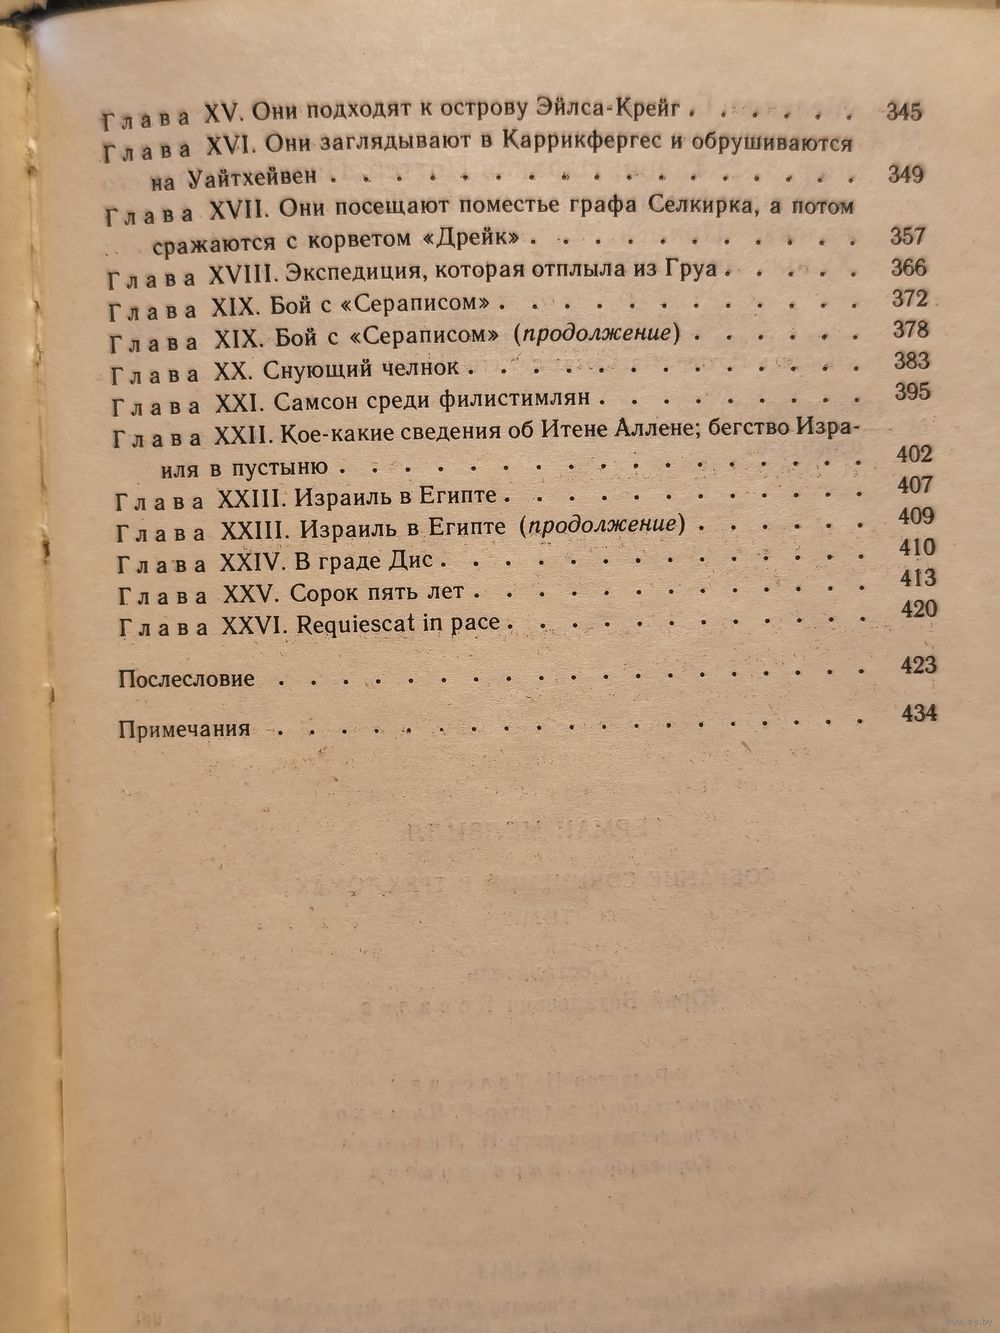 Глава XV. Они подходят к острову Эйлса-Крейг . . . . . . 345
Глава XVI. Они заглядывают в Каррикфергес и обрушиваются
на Уайтхейвен . . . . . . . . . . . . . . . . . 349
Глава XVII. Они посещают поместье графа Селкирка, а потом
сражаются с корветом «Дрейк» . . . . . . . . . . . 357
Глава XVIII. Экспедиция, которая отплыла из Груа . . . . . 366
Глава XIX. Бой с «Сераписом» . . . . . . . . . . . . 372
Глава XIX. Бой с «Сераписом» (продолжение) . . . . . . 378
Глава XX. Снующий челнок . . . . . . . . . . . . . 383
Глава XXI. Самсон среди филистимлян . . . . . . . . . 395
Глава XXII. Кое-какие сведения об Итене Аллене; бегство Изра-
иля в пустыню . . . . . . . . . . . . . . . . . 402
Глава XXIII. Израиль в Египте . . . . . . . . . . . . 407
Глава XXIII. Израиль в Египте (продолжение) . . . . . . 409
Глава XXIV. В граде Дис . . . . . . . . . . . . . . 410
Глава XXV. Сорок пять лет . . . . . . . . . . . . . 413
Глава XXVI. Requiescat in pace . . . . . . . . . . . . 420
Послесловие . . . . . . . . . . . . . . . . . . . 423
Примечания . . . . . . . . . . . . . . . . . . . 434
www.ay.by